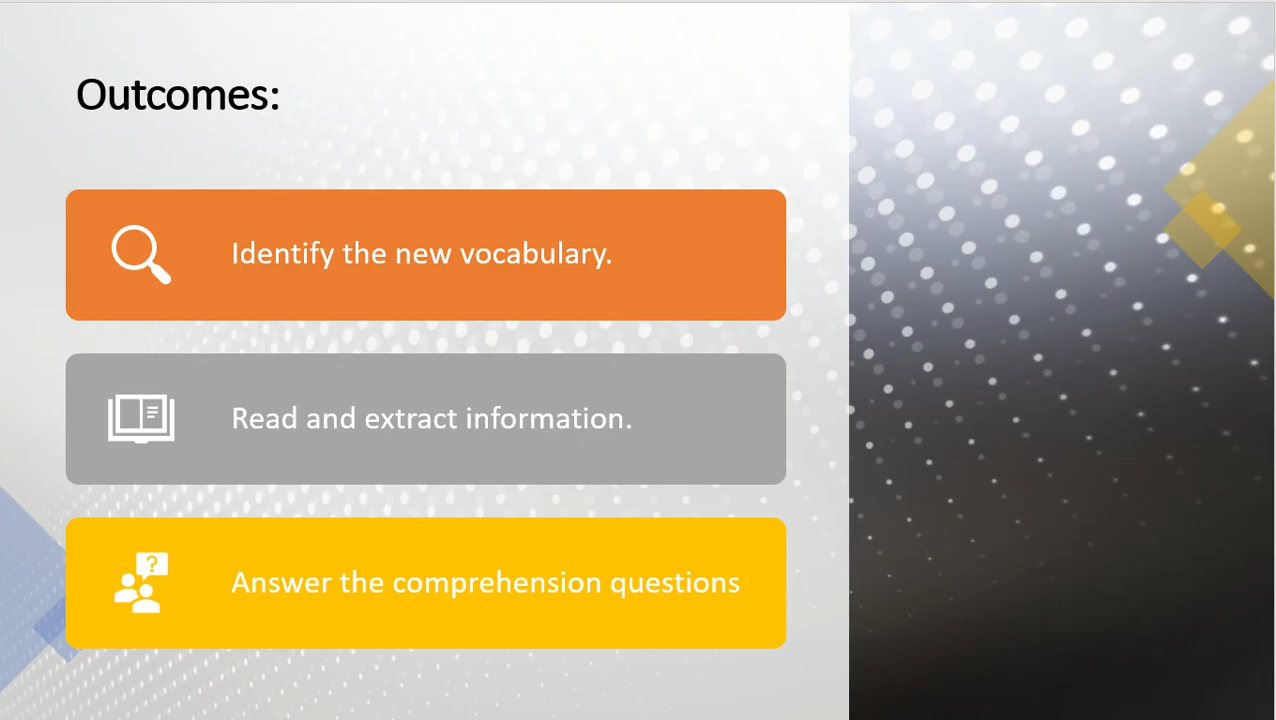 Outcomes:
Identify the new vocabulary.
Read and extract information.
?
Answer the comprehension questions